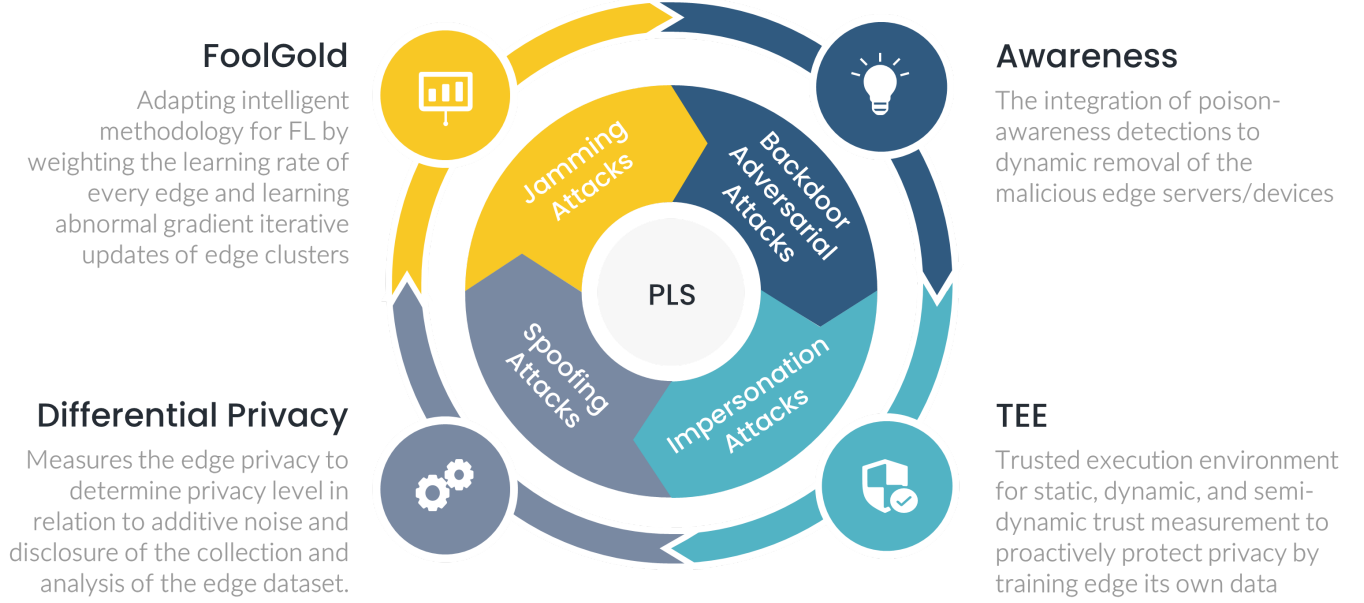 FoolGold
Adapting intelligent
methodology for FL by
weighting the learning rate of
every edge and learning
abnormal gradient iterative
updates of edge clusters
Awareness
The integration of poison-
awareness detections to
dynamic removal of the
malicious edge servers/devices
Jamming
Attacks
Backdoor
Adversarial
Attacks
PLS
Spoofing
Attacks
Impersonation
Attacks
Differential Privacy
Measures the edge privacy to
determine privacy level in
relation to additive noise and
disclosure of the collection and
analysis of the edge dataset.
TEE
Trusted execution environment
for static, dynamic, and semi-
dynamic trust measurement to
proactively protect privacy by
training edge its own data